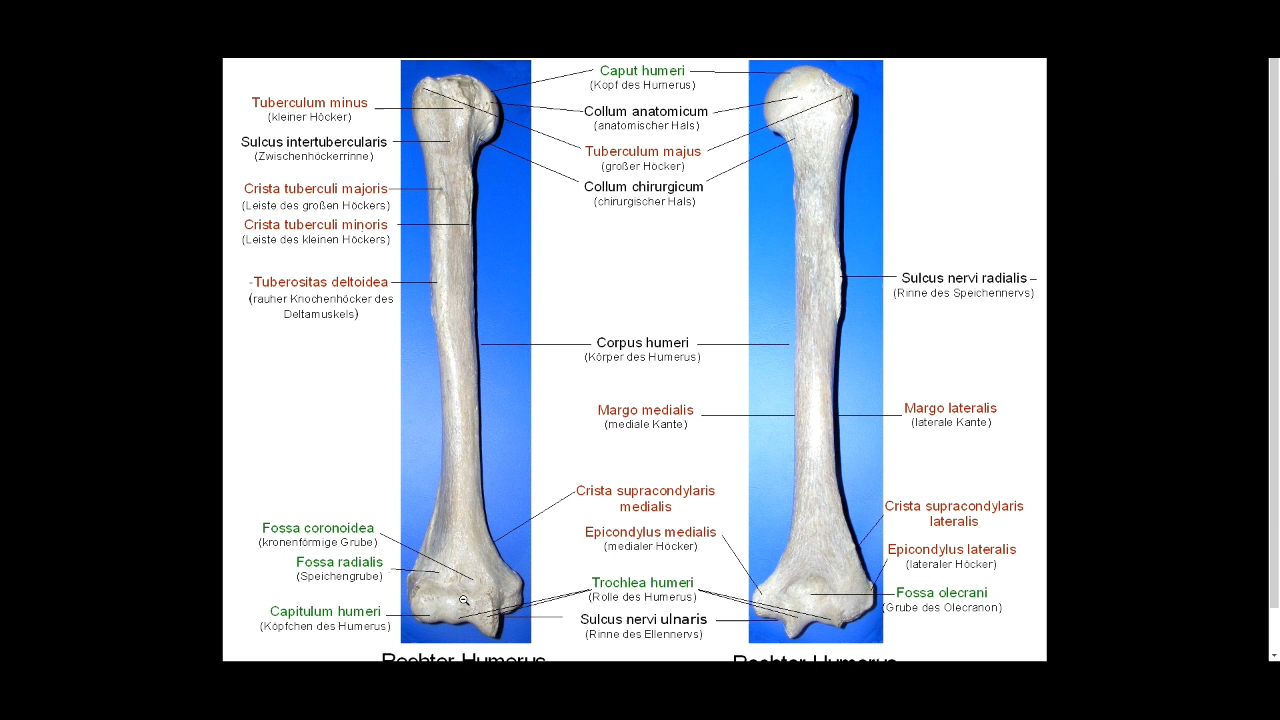 Caput humeri
(Kopf des Humerus)
Tuberculum minus
(kleiner Höcker)
Collum anatomicum
(anatomischer Hals)
Sulcus intertubercularis
(Zwischenhöckerrinne)
Tuberculum majus
(großer Höcker)
Crista tuberculi majoris
(Leiste des großen Höckers)
Collum chirurgicum
(chirurgischer Hals)
Crista tuberculi minoris
(Leiste des kleinen Höckers)
-Tuberositas deltoidea
(rauher Knochenhöcker des
Deltamuskels)
Sulcus nervi radialis –
(Rinne des Speichennervs)
Corpus humeri
(Körper des Humerus)
Margo medialis
(mediale Kante)
Margo lateralis
(laterale Kante)
Crista supracondylaris
medialis
Crista supracondylaris
lateralis
Fossa coronoidea
(kronenförmige Grube)
Epicondylus medialis
(medialer Höcker)
Epicondylus lateralis
(lateraler Höcker)
Fossa radialis
(Speichengrube)
Trochlea humeri
(Rolle des Humerus)
Fossa olecrani
(Grube des Olecranon)
Capitulum humeri
(Köpfchen des Humerus)
Sulcus nervi ulnaris
(Rinne des Ellennervs)
Rechter Humerus
Rechter Humerus